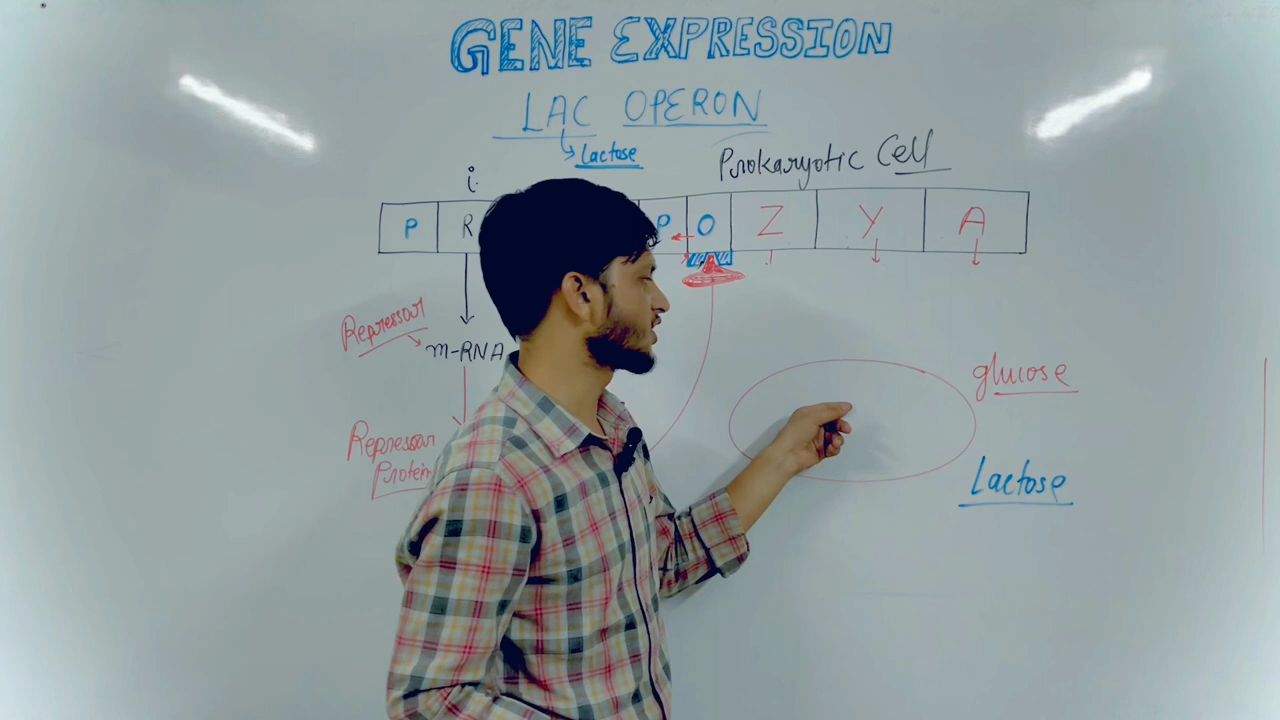 GENE EXPRESSION
LAC OPERON
Lactose
Prokaryotic Cell
i
P R P O Z Y A
Repressor
m-RNA
glucose
Repressor
Protein
Lactose